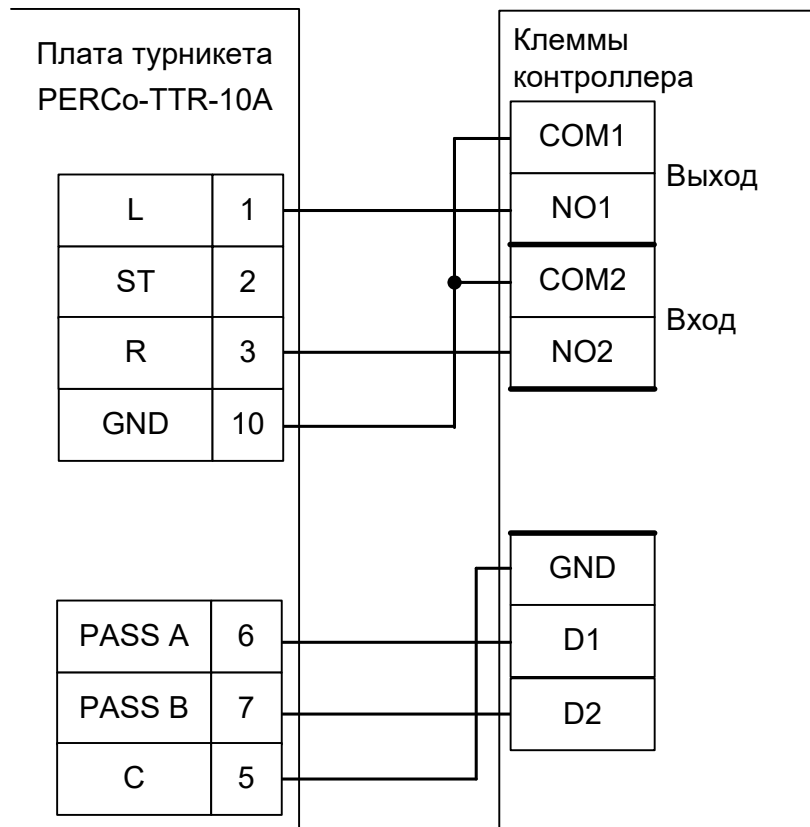 Плата турникета
PERCo-TTR-10A
L 1
ST 2
R 3
GND 10
PASS A 6
PASS B 7
C 5
Клеммы
контроллера
COM1
NO1
Выход
COM2
NO2
Вход
GND
D1
D2